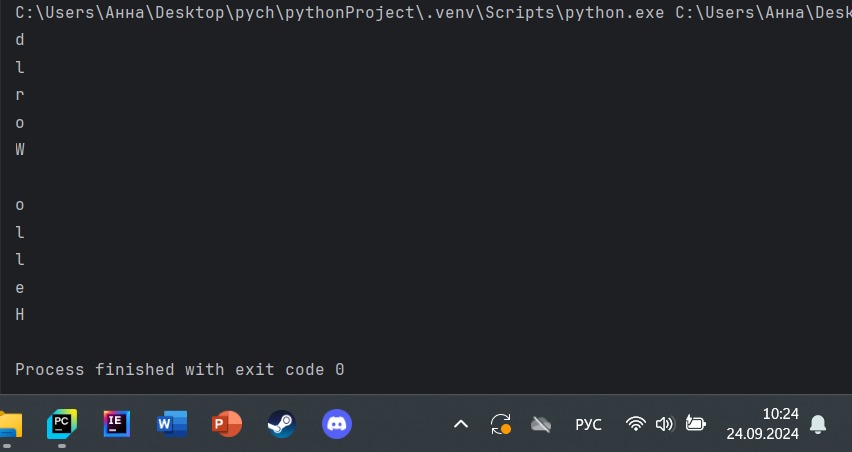 C:\Users\Анна\Desktop\pych\pythonProject\.venv\Scripts\python.exe C:\Users\Анна\Desk
d
l
r
o
W
o
l
l
e
H
Process finished with exit code 0
PC
IE
W
P
РУС
10:24
24.09.2024